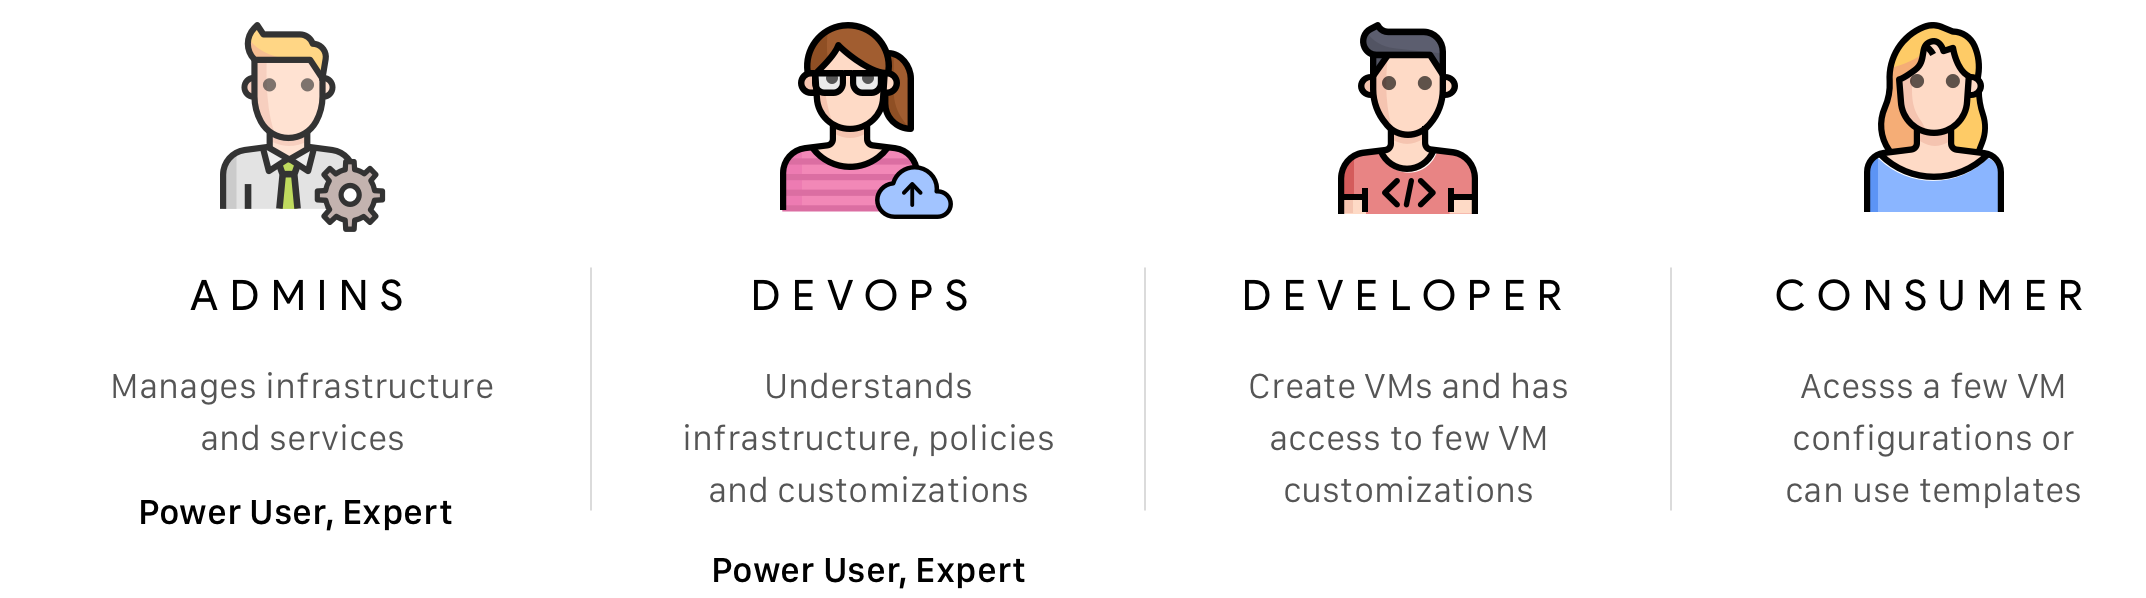 ADMINS
Manages infrastructure
and services
Power User, Expert
DEVOPS
Understands
infrastructure, policies
and customizations
Power User, Expert
</>
DEVELOPER
Create VMs and has
access to few VM
customizations
CONSUMER
Acesss a few VM
configurations or
can use templates